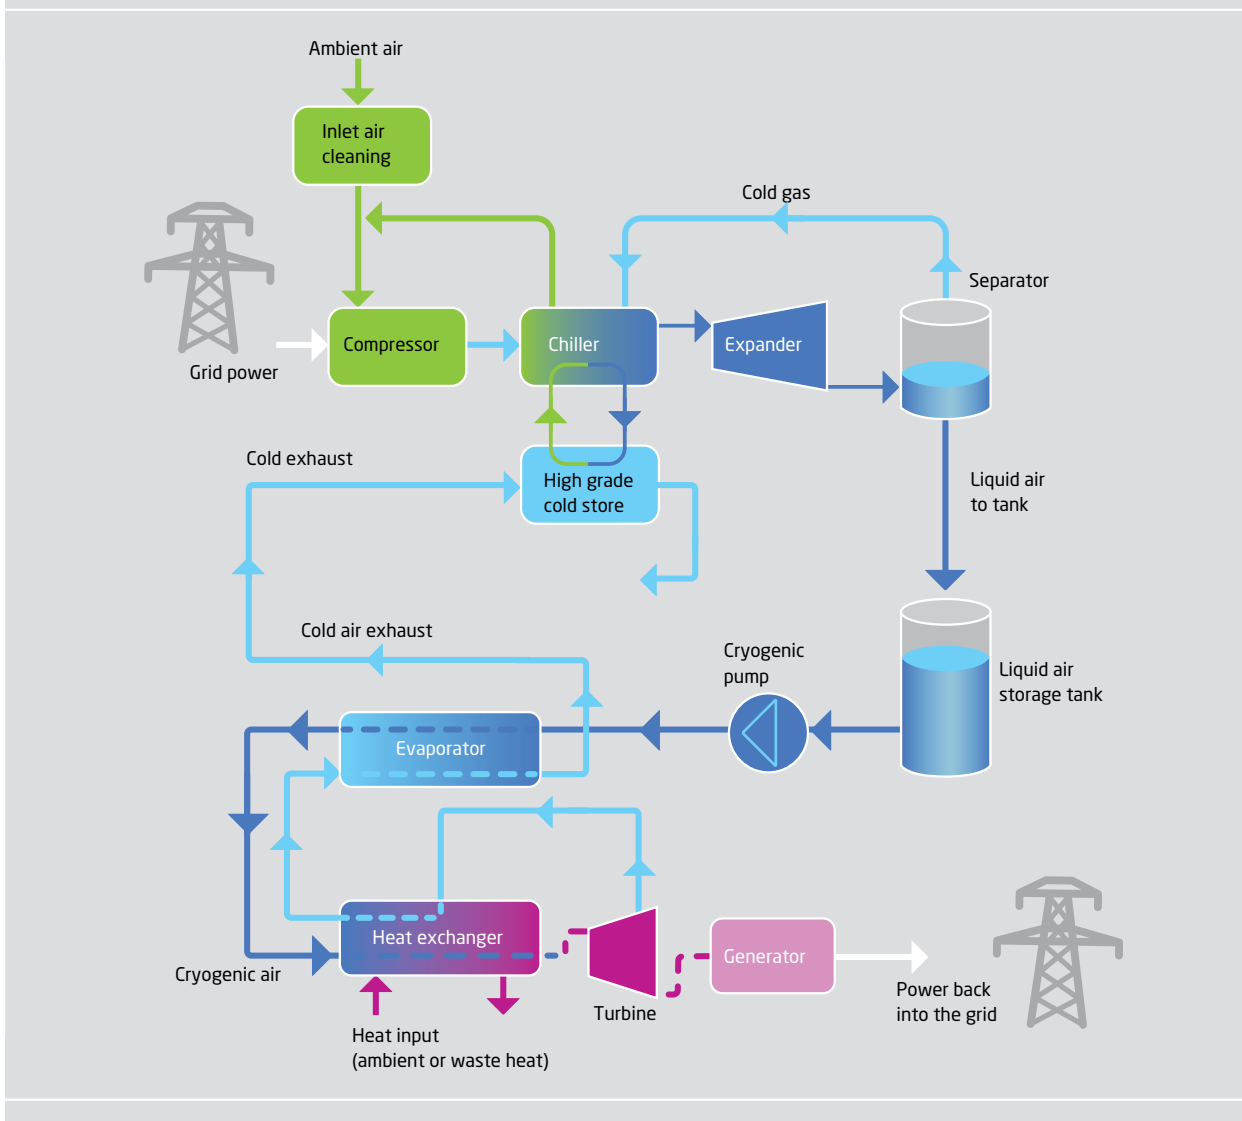 Ambient air
Inlet air
cleaning
Cold gas
Separator
Grid power
Compressor
Chiller
Expander
Cold exhaust
High grade
cold store
Liquid air
to tank
Cold air exhaust
Cryogenic
pump
Liquid air
storage tank
Evaporator
Heat exchanger
Cryogenic air
Turbine
Generator
Power back
into the grid
Heat input
(ambient or waste heat)